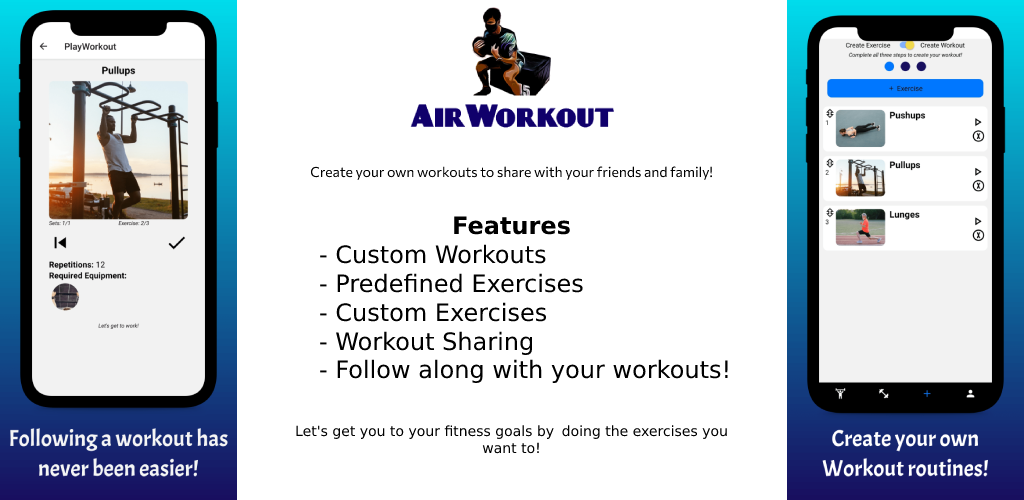 PlayWorkout
Pullups
Sets: 1/1 Exercise: 2/3
Repetitions: 12
Required Equipment:
Let's get to work!
Following a workout has
never been easier!
AIRWORKOUT
Create your own workouts to share with your friends and family!
Features
- Custom Workouts
- Predefined Exercises
- Custom Exercises
- Workout Sharing
- Follow along with your workouts!
Let's get you to your fitness goals by doing the exercises you
want to!
Create Exercise Create Workout
Complete all three steps to create your workout!
+ Exercise
1 Pushups
2 Pullups
3 Lunges
Create your own
Workout routines!